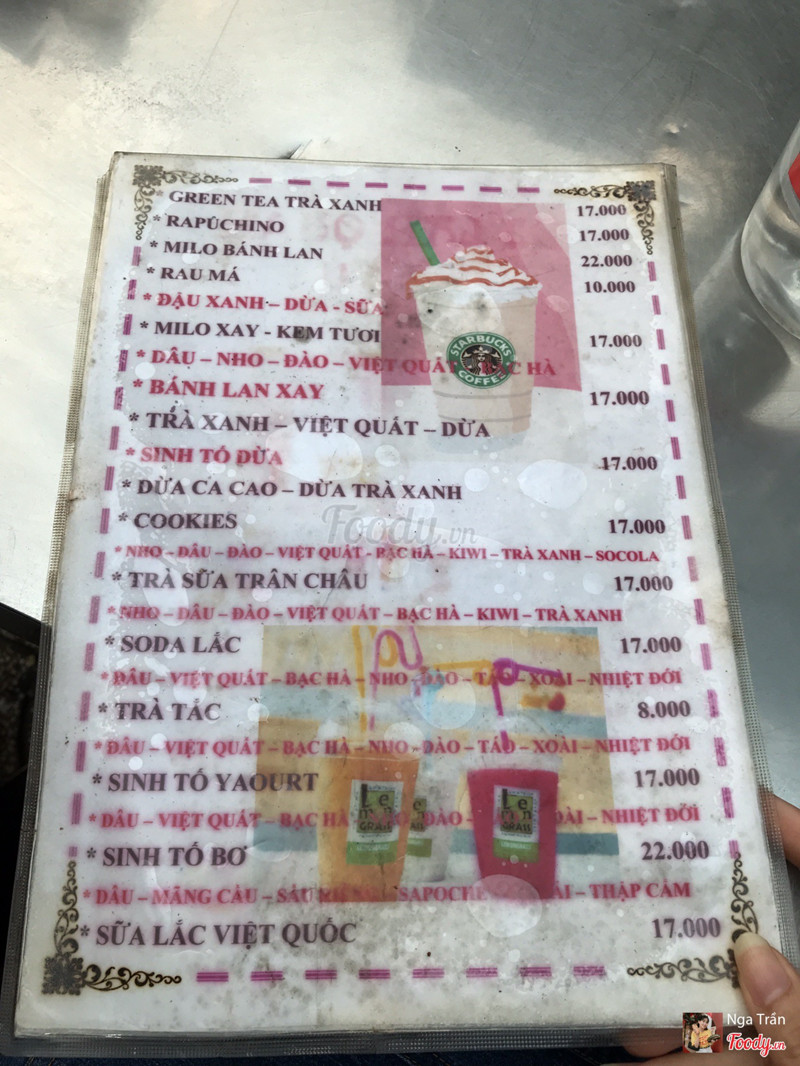 * GREEN TEA TRÀ XANH 17.000
* RAPÚCHINO 17.000
* MILO BÁNH LAN 22.000
* RAU MÁ 10.000
* ĐẬU XANH – DỪA - SỮA
* MILO XAY - KEM TƯƠI 17.000
* DÂU – NHO – ĐÀO – VIỆT QUẤT – BẠC HÀ
* BÁNH LAN XAY 17.000
* TRÀ XANH – VIỆT QUẤT – DỪA
* SINH TỐ DỪA 17.000
* DỪA CA CAO – DỪA TRÀ XANH
* COOKIES 17.000
* NHO – DÂU – ĐÀO – VIỆT QUẤT - BẠC HÀ – KIWI – TRÀ XANH – SOCOLA
* TRÀ SỮA TRÂN CHÂU 17.000
* NHO – DÂU – ĐÀO – VIỆT QUẤT – BẠC HÀ – KIWI – TRÀ XANH
* SODA LẮC 17.000
* DÂU – VIỆT QUẤT – BẠC HÀ – NHO – ĐÀO – TÁO – XOÀI – NHIỆT ĐỚI
* TRÀ TẮC 8.000
* DÂU – VIỆT QUẤT – BẠC HÀ – NHO – ĐÀO – TÁO – XOÀI – NHIỆT ĐỚI
* SINH TỐ YAOURT 17.000
* DÂU – VIỆT QUẤT – BẠC HÀ ĐÀO NHIỆT ĐỚI
* SINH TỐ BƠ 22.000
* DÂU – MÃNG CẦU – SAPOCHE – THẬP CẨM
* SỮA LẮC VIỆT QUỐC 17.000
STARBUCKS COFFEE
Foody.vn
Lemon GRASS
Lemon GRASS
Nga Trần
Foody.vn